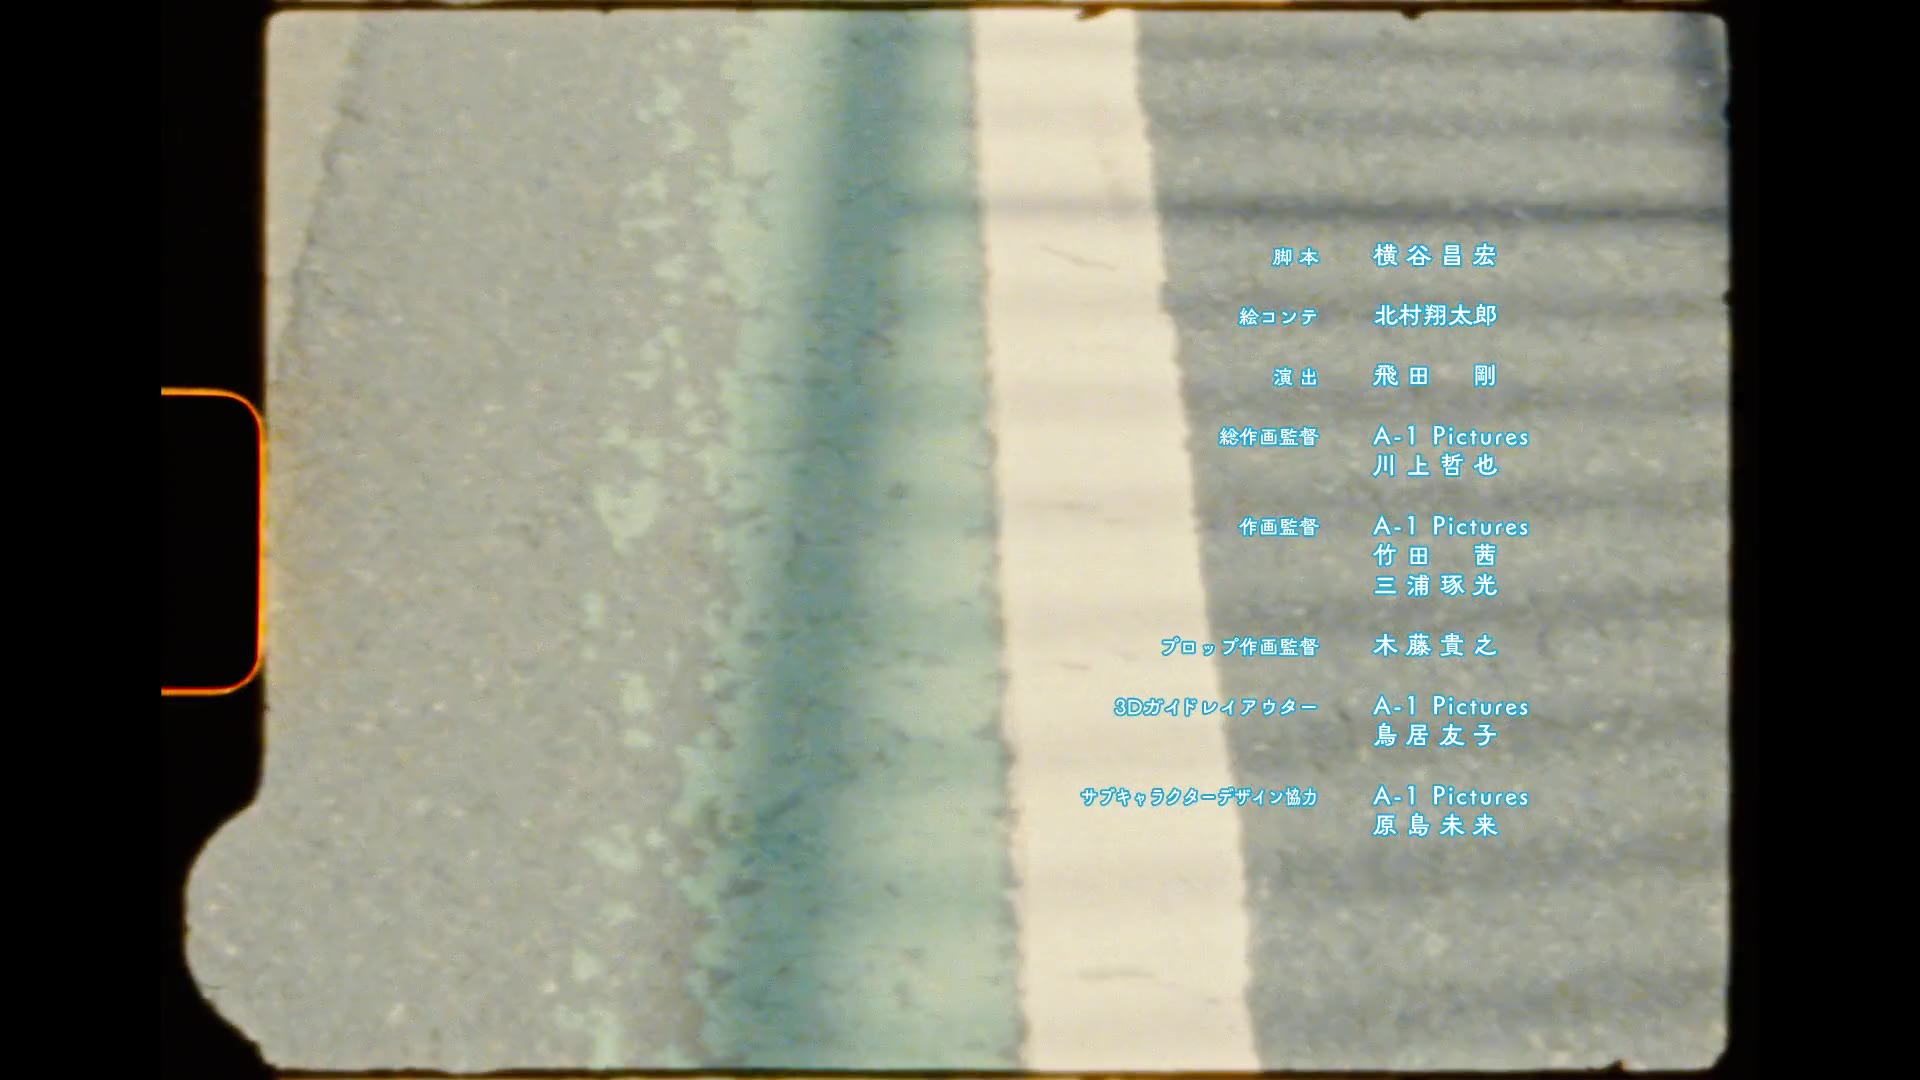 脚本 横谷昌宏
絵コンテ 北村翔太郎
演出 飛田 剛
総作画監督 A-1 Pictures
川上哲也
作画監督 A-1 Pictures
竹田 茜
三浦琢光
プロップ作画監督 木藤貴之
3Dガイドレイアウター A-1 Pictures
鳥居友子
サブキャラクターデザイン協力 A-1 Pictures
原島未来